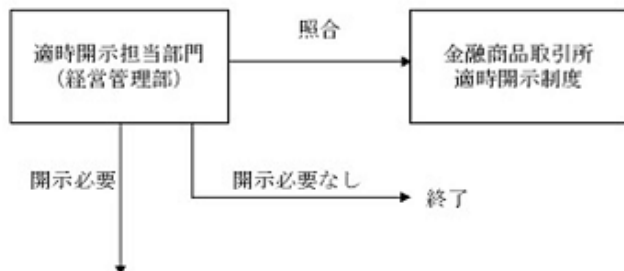 照合
適時開示担当部門
（経営管理部）
金融商品取引所
適時開示制度
開示必要
開示必要なし
終了